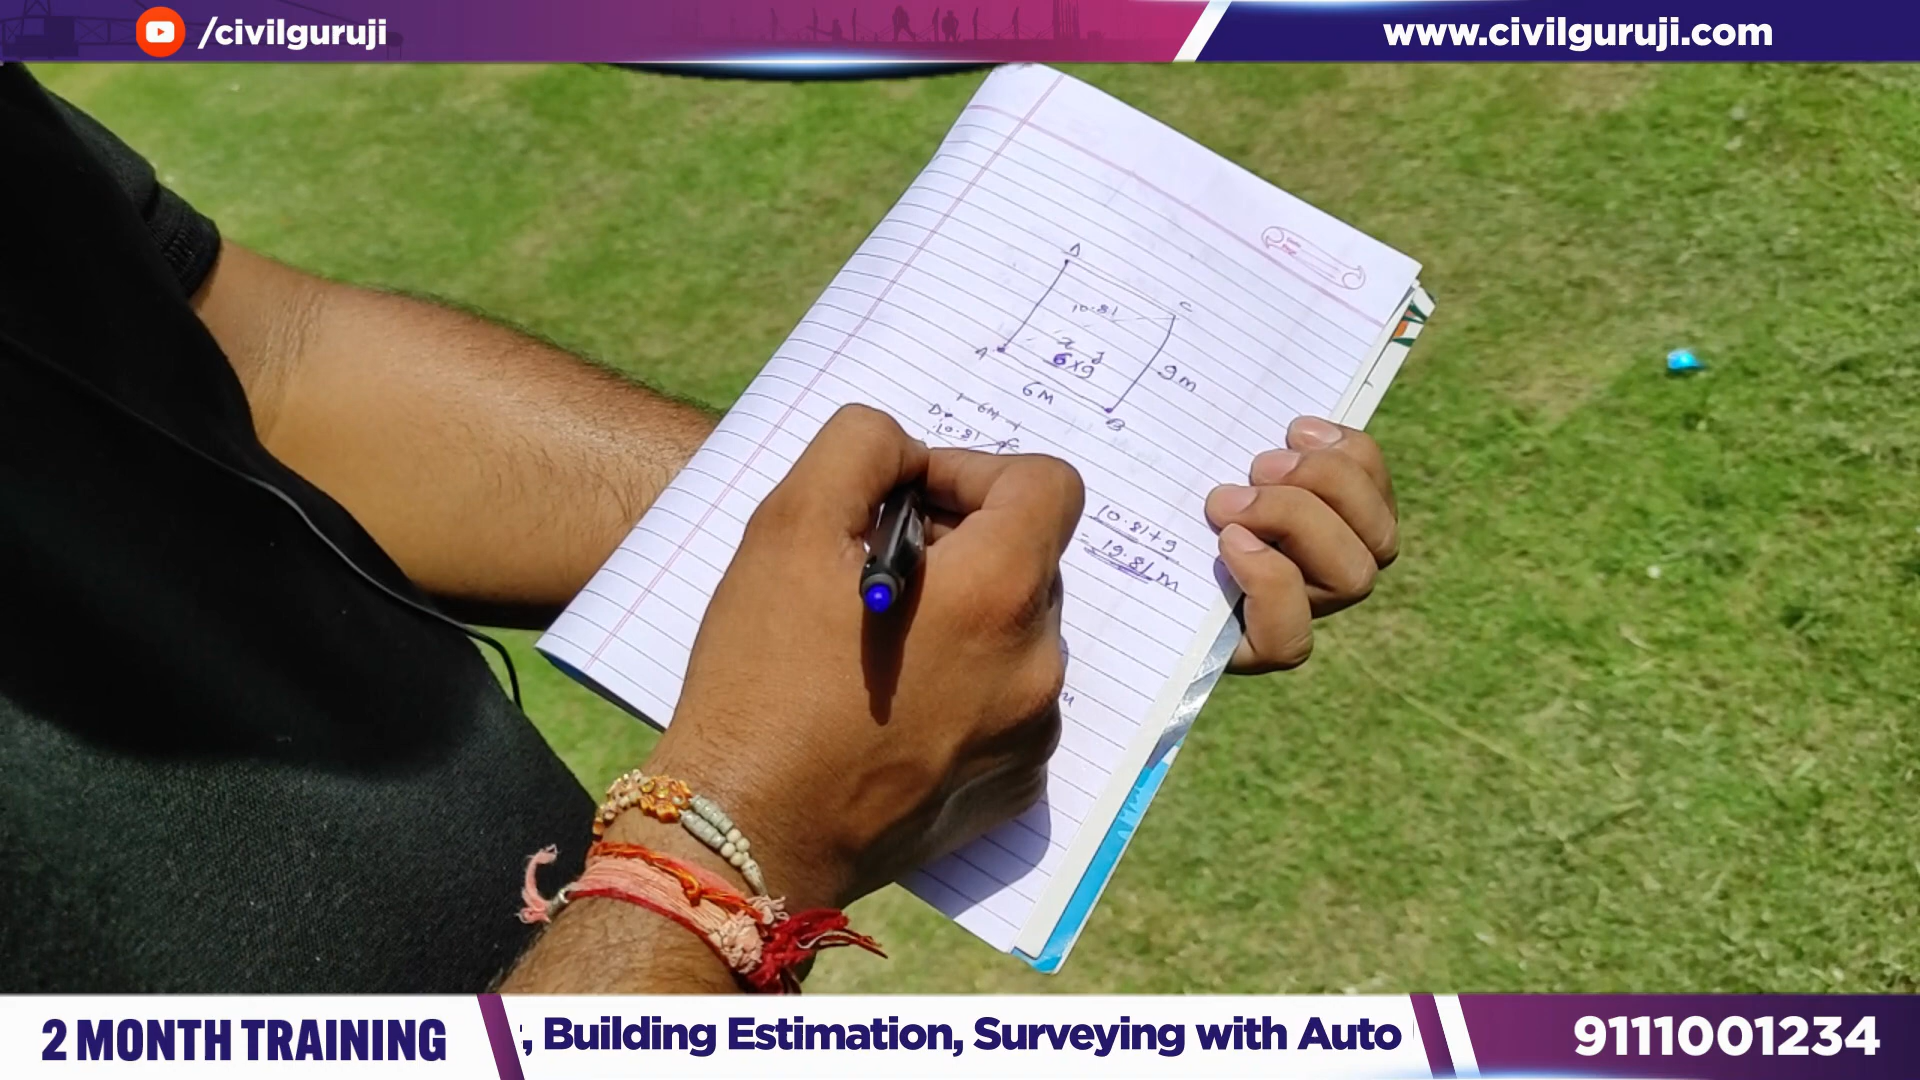 /civilguruji
www.civilguruji.com
D
C
10.81
x y
6x9
A
6M
9m
B
6M
D
10.81
C
10.81+9
= 19.81 M
2 MONTH TRAINING
, Building Estimation, Surveying with Auto
9111001234